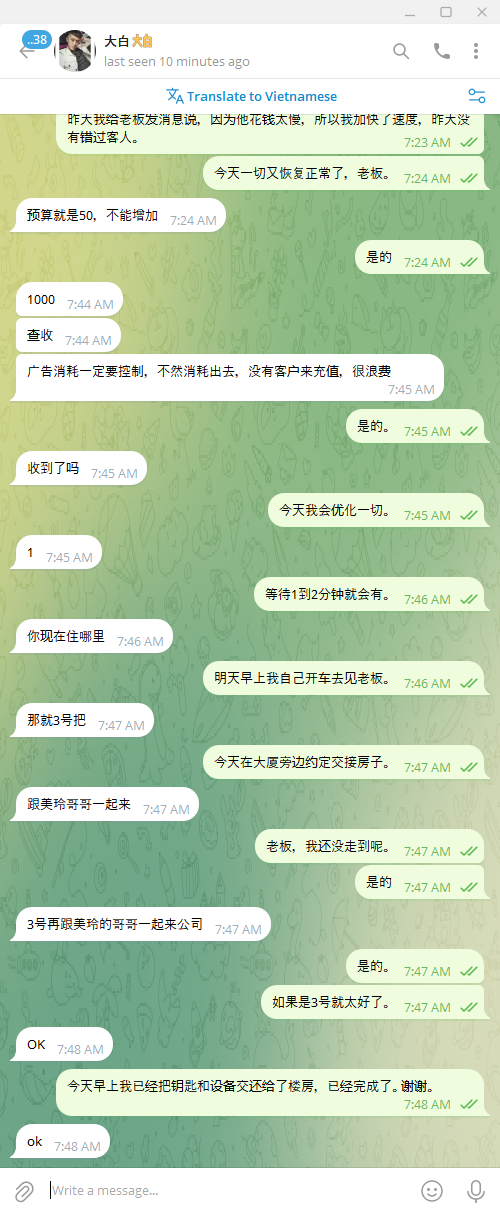 ..38
大白大白
last seen 10 minutes ago
Translate to Vietnamese
昨天我给老板发消息说，因为他花钱太慢，所以我加快了速度，昨天没
有错过客人。
7:23 AM
今天一切又恢复正常了，老板。 7:24 AM
预算就是50，不能增加 7:24 AM
是的 7:24 AM
1000 7:44 AM
查收 7:44 AM
广告消耗一定要控制，不然消耗出去，没有客户来充值，很浪费
7:45 AM
是的。 7:45 AM
收到了吗 7:45 AM
今天我会优化一切。 7:45 AM
1 7:45 AM
等待1到2分钟就会有。 7:46 AM
你现在住哪里 7:46 AM
明天早上我自己开车去见老板。 7:46 AM
那就3号把 7:47 AM
今天在大厦旁边约定交接房子。 7:47 AM
跟美玲哥哥一起来 7:47 AM
老板，我还没走到呢。 7:47 AM
是的 7:47 AM
3号再跟美玲的哥哥一起来公司 7:47 AM
是的。 7:47 AM
如果是3号就太好了。 7:47 AM
OK 7:48 AM
今天早上我已经把钥匙和设备交还给了楼房，已经完成了。谢谢。
7:48 AM
ok 7:48 AM
Write a message...